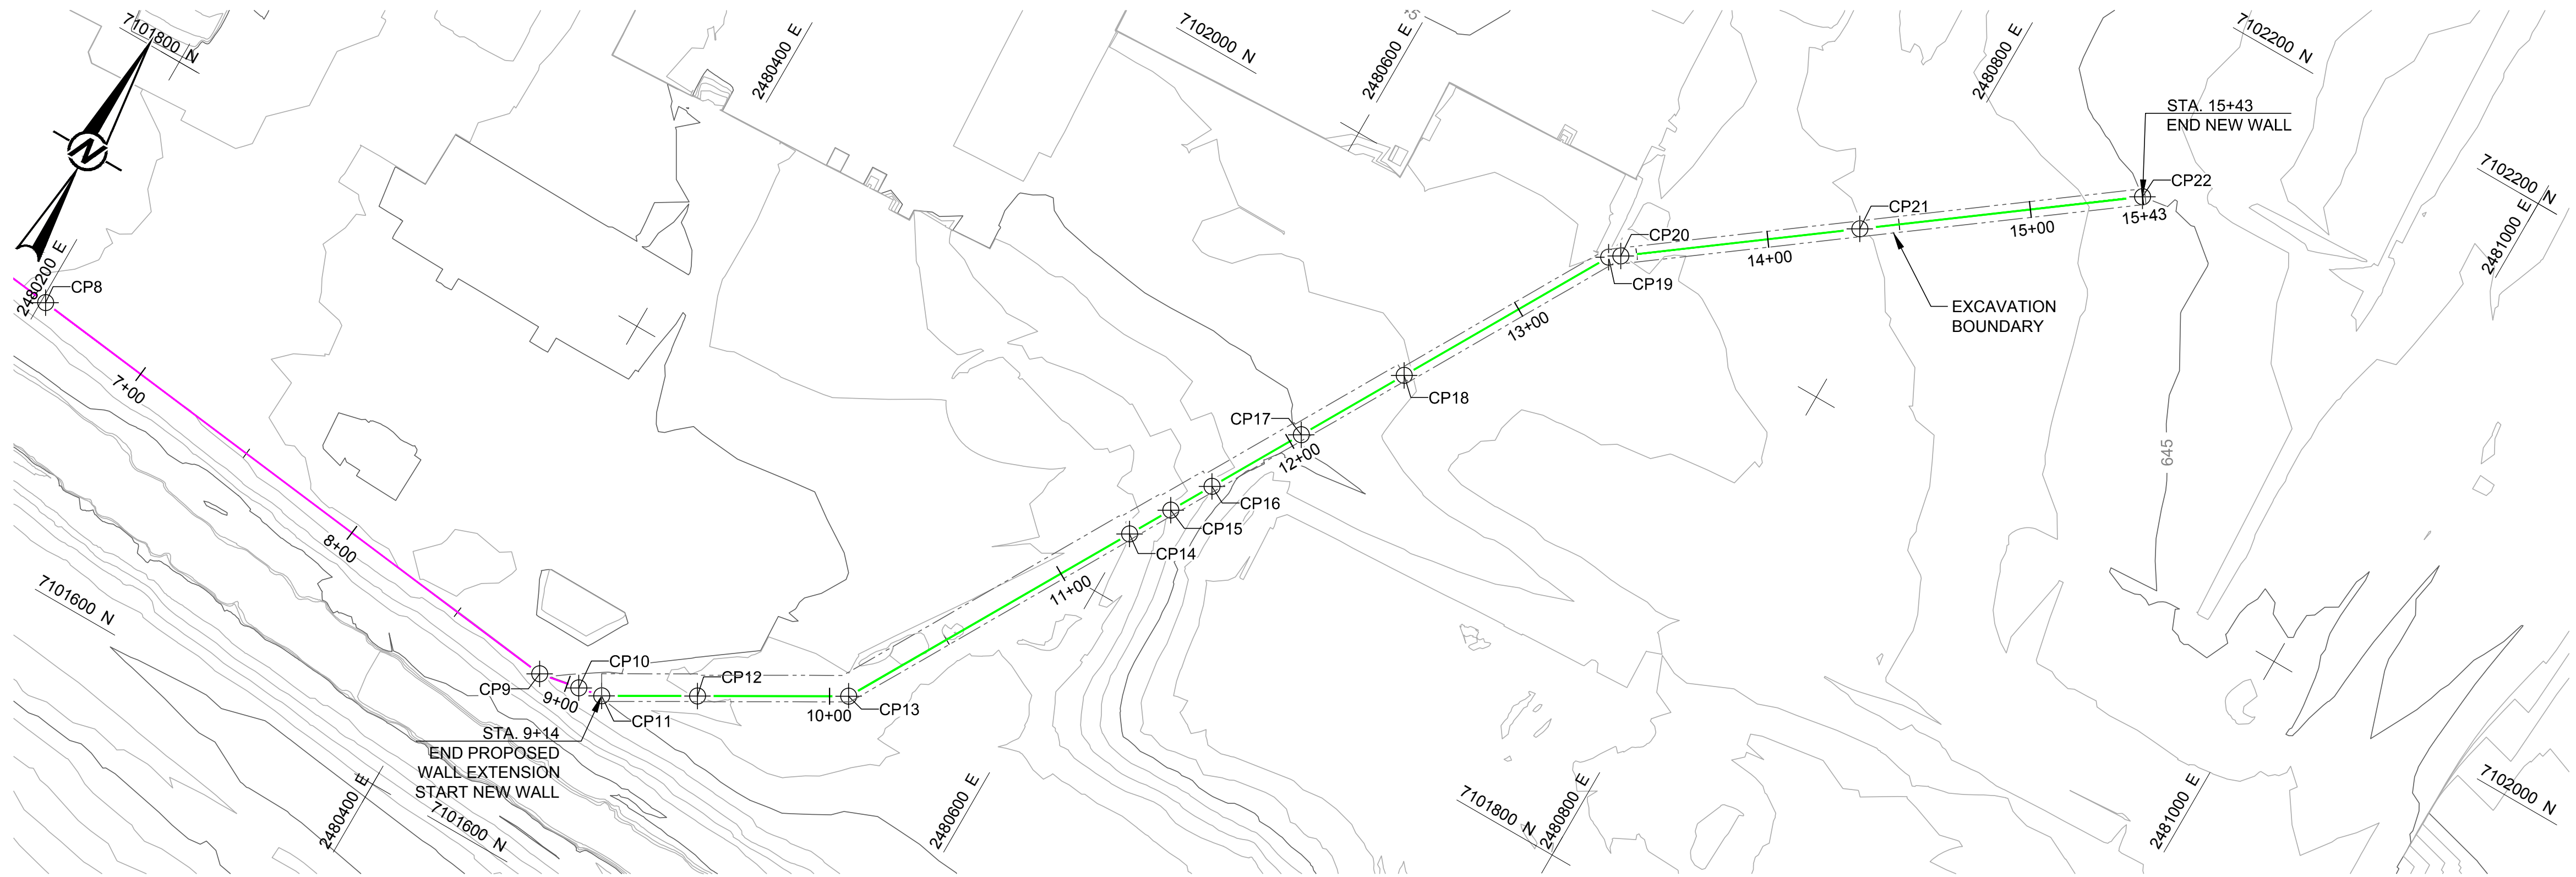 7101800 N
2480400 E
7102000 N
2480600 E
2480800 E
7102200 N
N
STA. 15+43
END NEW WALL
7102200 N
CP22
15+43
2480200 E
CP8
CP21
15+00
CP20
14+00
CP19
2481000 E
EXCAVATION
BOUNDARY
13+00
7+00
CP18
CP17
12+00
645
CP16
CP15
CP14
8+00
11+00
7101600 N
CP10
CP9
CP12
9+00
CP11
10+00
CP13
STA. 9+14
END PROPOSED
WALL EXTENSION
START NEW WALL
2480400 E
7101600 N
2480600 E
7101800 N
2480800 E
2481000 E
7102000 N